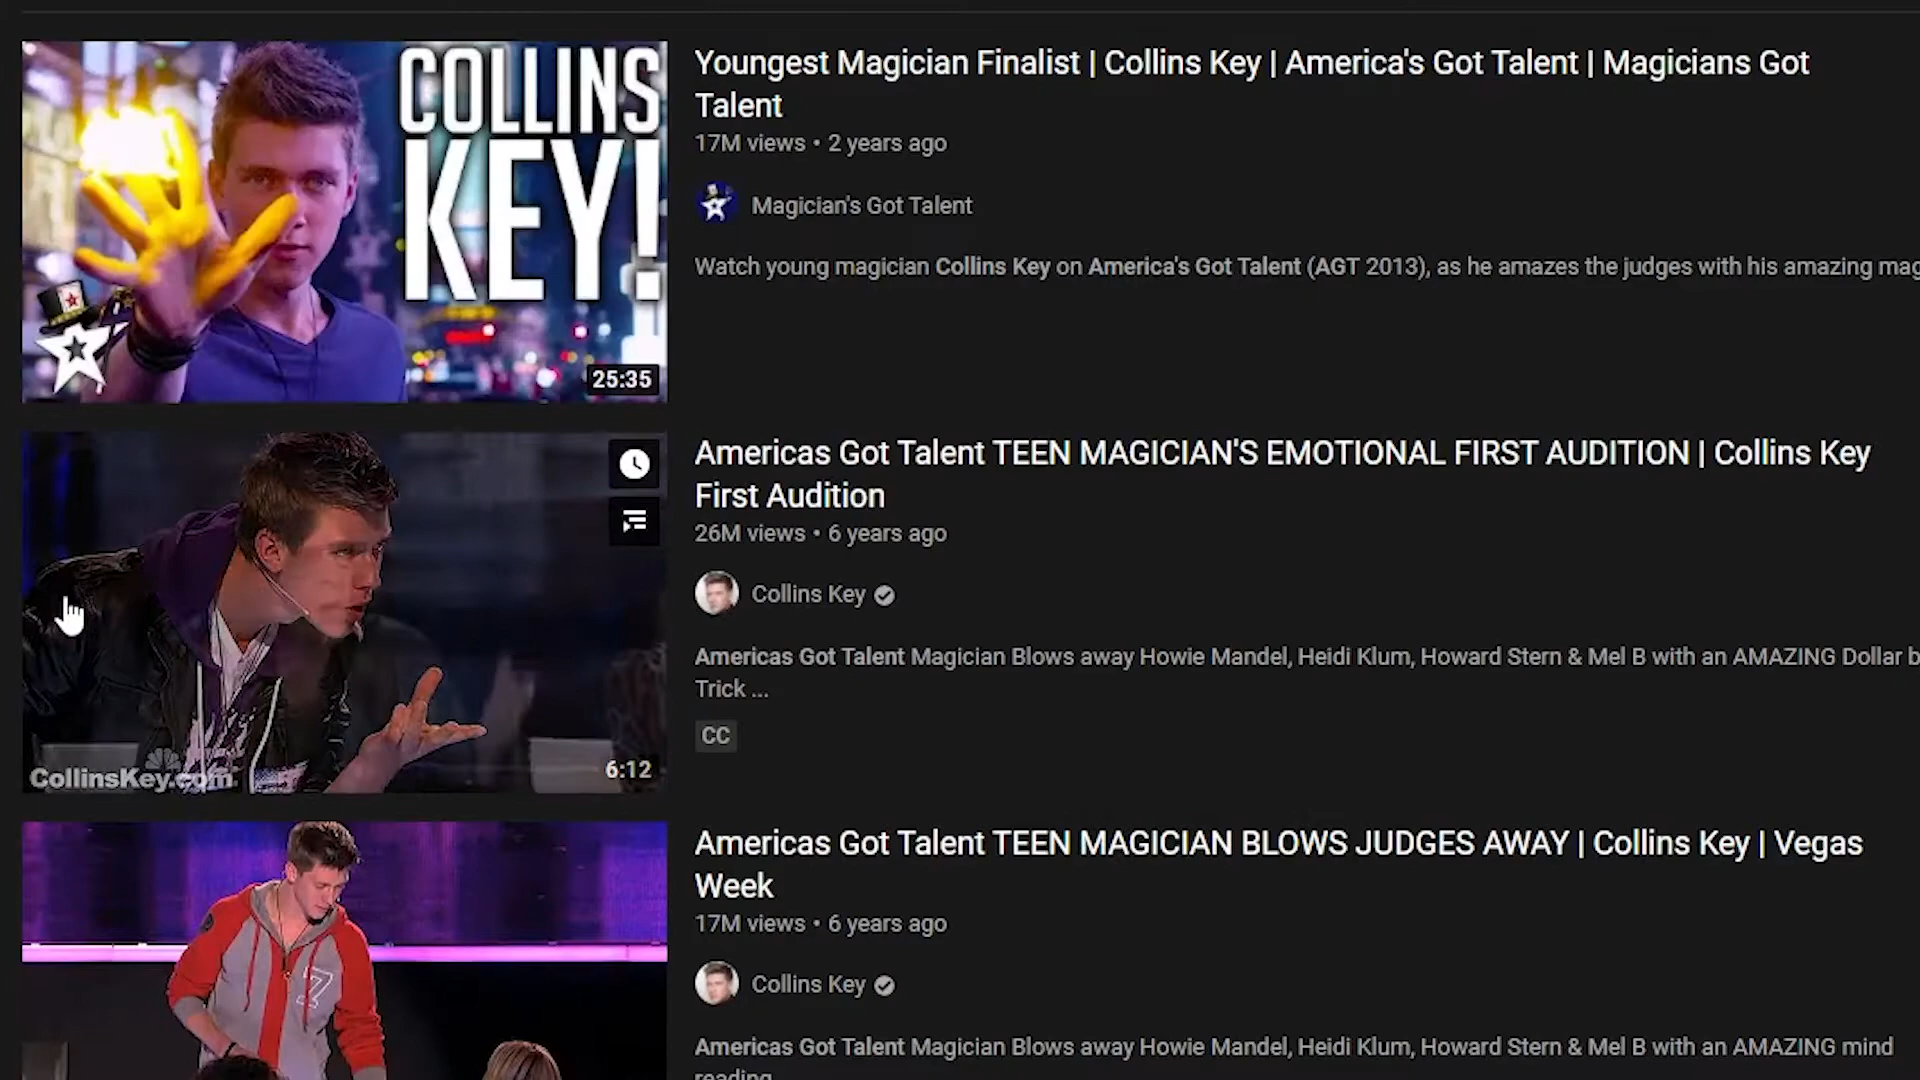 COLLINS
KEY!
25:35
Youngest Magician Finalist | Collins Key | America's Got Talent | Magicians Got
Talent
17M views • 2 years ago
Magician's Got Talent
Watch young magician Collins Key on America's Got Talent (AGT 2013), as he amazes the judges with his amazing
CollinsKey.com
6:12
Americas Got Talent TEEN MAGICIAN'S EMOTIONAL FIRST AUDITION | Collins Key
First Audition
26M views • 6 years ago
Collins Key
Americas Got Talent Magician Blows away Howie Mandel, Heidi Klum, Howard Stern & Mel B with an AMAZING Dollar
Trick ...
CC
7
Americas Got Talent TEEN MAGICIAN BLOWS JUDGES AWAY | Collins Key | Vegas
Week
17M views • 6 years ago
Collins Key
Americas Got Talent Magician Blows away Howie Mandel, Heidi Klum, Howard Stern & Mel B with an AMAZING mind
reading